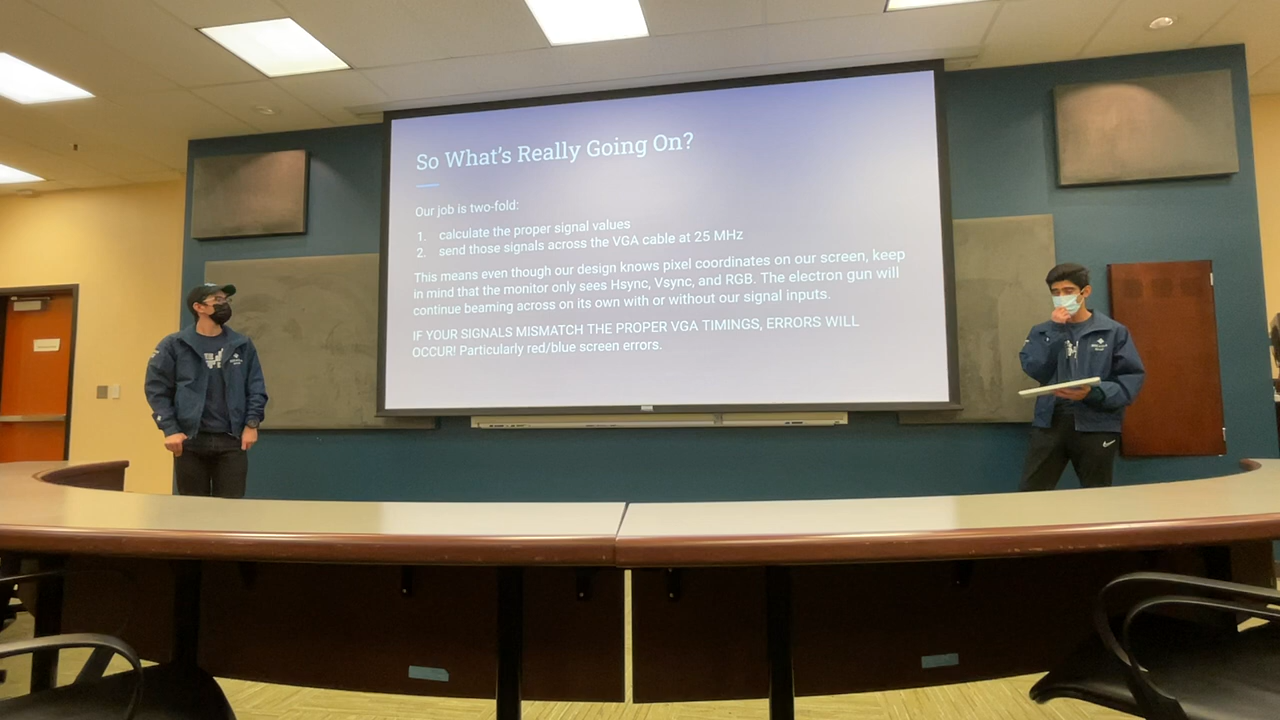 So What's Really Going On?
Our job is two-fold:
1. calculate the proper signal values
2. send those signals across the VGA cable at 25 MHz
This means even though our design knows pixel coordinates on our screen, keep
in mind that the monitor only sees Hsync, Vsync, and RGB. The electron gun will
continue beaming across on its own with or without our signal inputs.
IF YOUR SIGNALS MISMATCH THE PROPER VGA TIMINGS, ERRORS WILL
OCCUR! Particularly red/blue screen errors.